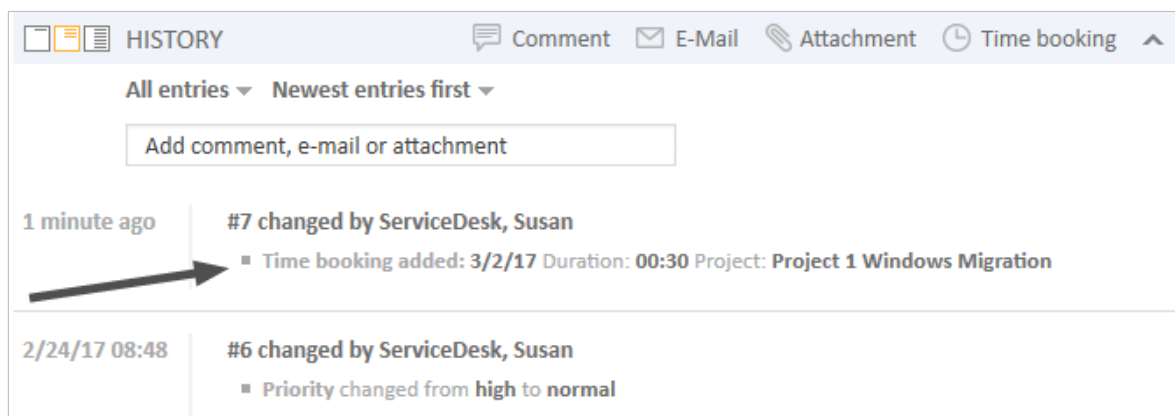 HISTORY Comment E-Mail Attachment Time booking
All entries Newest entries first
Add comment, e-mail or attachment
1 minute ago #7 changed by ServiceDesk, Susan
Time booking added: 3/2/17 Duration: 00:30 Project: Project 1 Windows Migration
2/24/17 08:48 #6 changed by ServiceDesk, Susan
Priority changed from high to normal